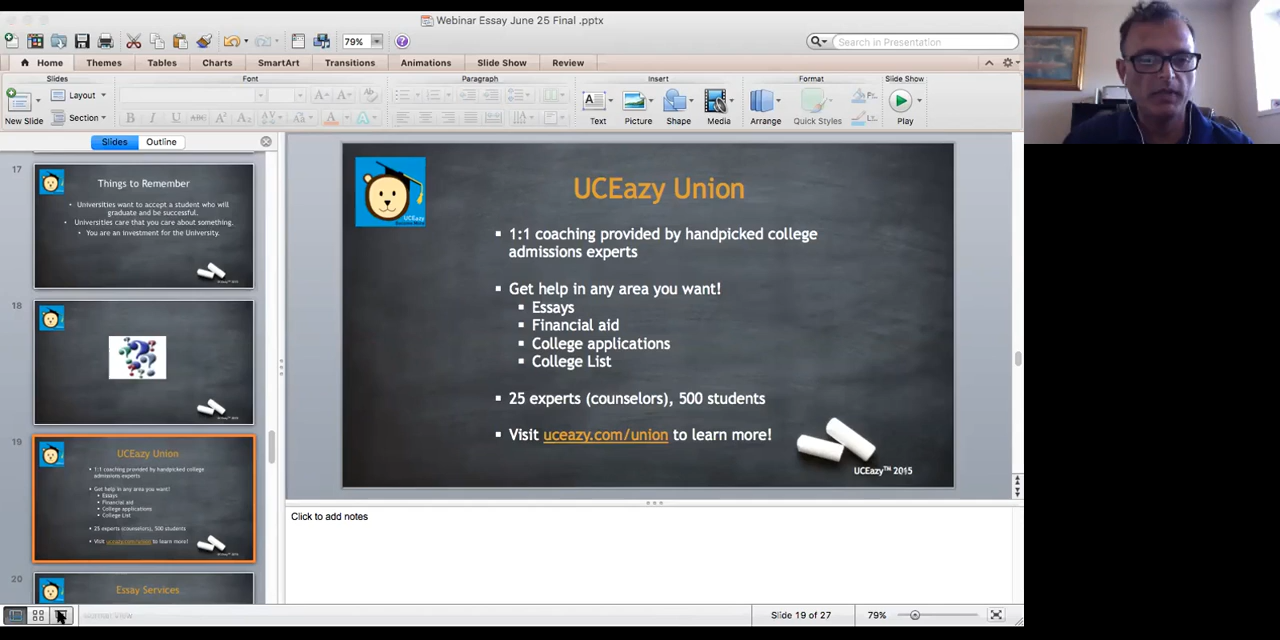 Webinar Essay June 25 Final .pptx
79%
Search in Presentation
Home
Themes
Tables
Charts
SmartArt
Transitions
Animations
Slide Show
Review
Slides
Font
Paragraph
Insert
Format
Slide Show
New Slide
Layout
Section
Text
Picture
Shape
Media
Arrange
Quick Styles
Play
Slides
Outline
17
Things to Remember
Universities want to accept a student who will
graduate and be successful.
Universities care that you care about something.
You are an investment for the University.
18
19
UCEazy Union
1:1 coaching provided by handpicked college
admissions experts
Get help in any area you want!
Essays
Financial aid
College applications
College List
25 experts (counselors), 500 students
Visit uceazy.com/union to learn more!
20
Essay Services
UCEazy
UCEazy Union
▪ 1:1 coaching provided by handpicked college
admissions experts
▪ Get help in any area you want!
▪ Essays
▪ Financial aid
▪ College applications
▪ College List
▪ 25 experts (counselors), 500 students
▪ Visit uceazy.com/union to learn more!
UCEazy™ 2015
Click to add notes
Slide 19 of 27
79%